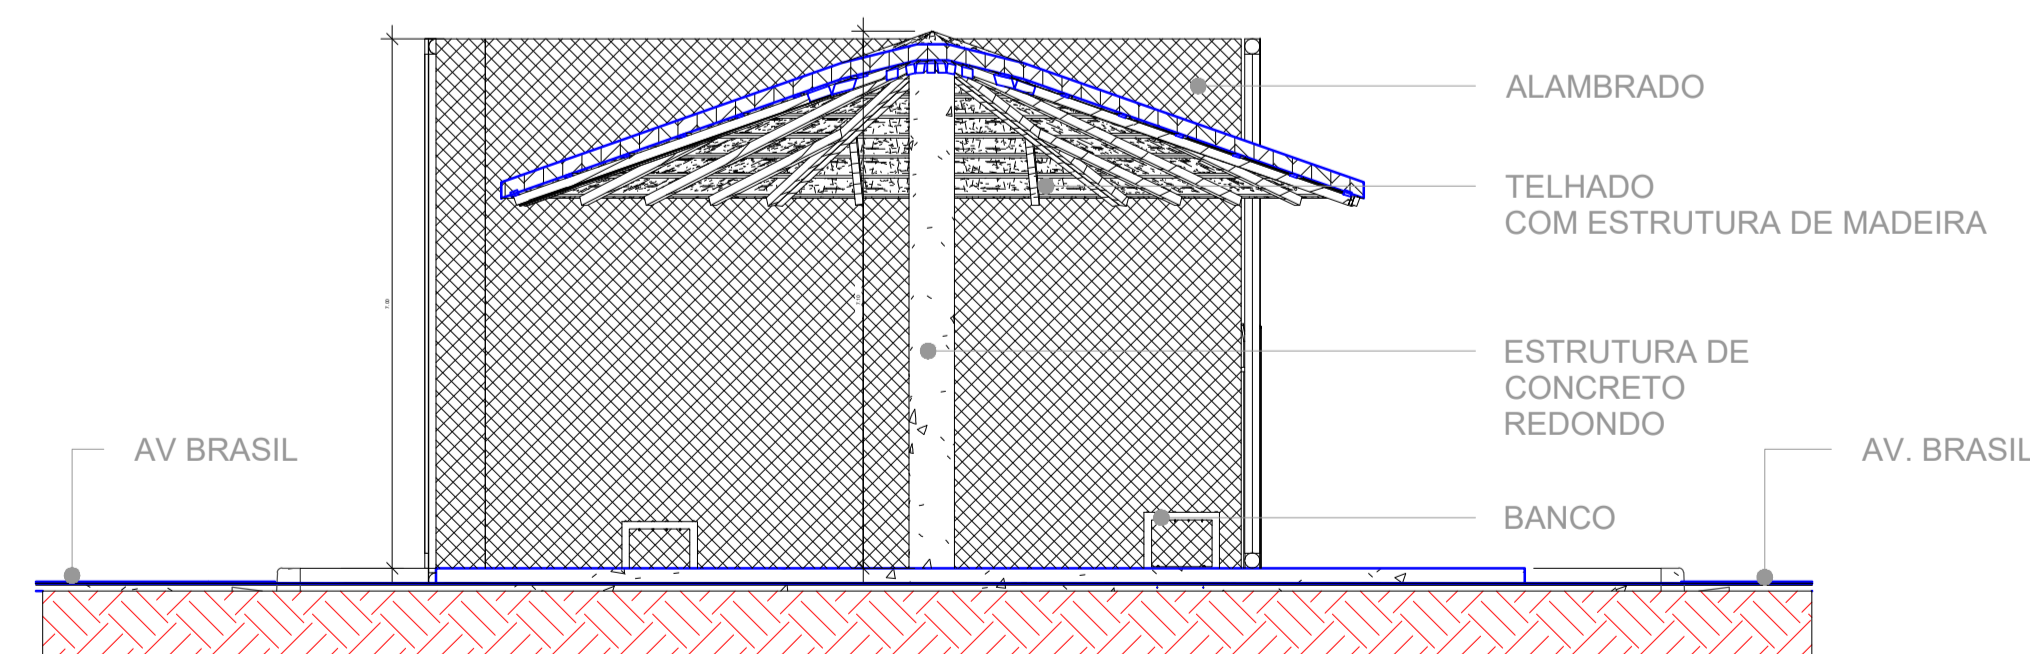 ALAMBRADO
TELHADO
COM ESTRUTURA DE MADEIRA
ESTRUTURA DE
CONCRETO
REDONDO
AV BRASIL
AV. BRASIL
BANCO